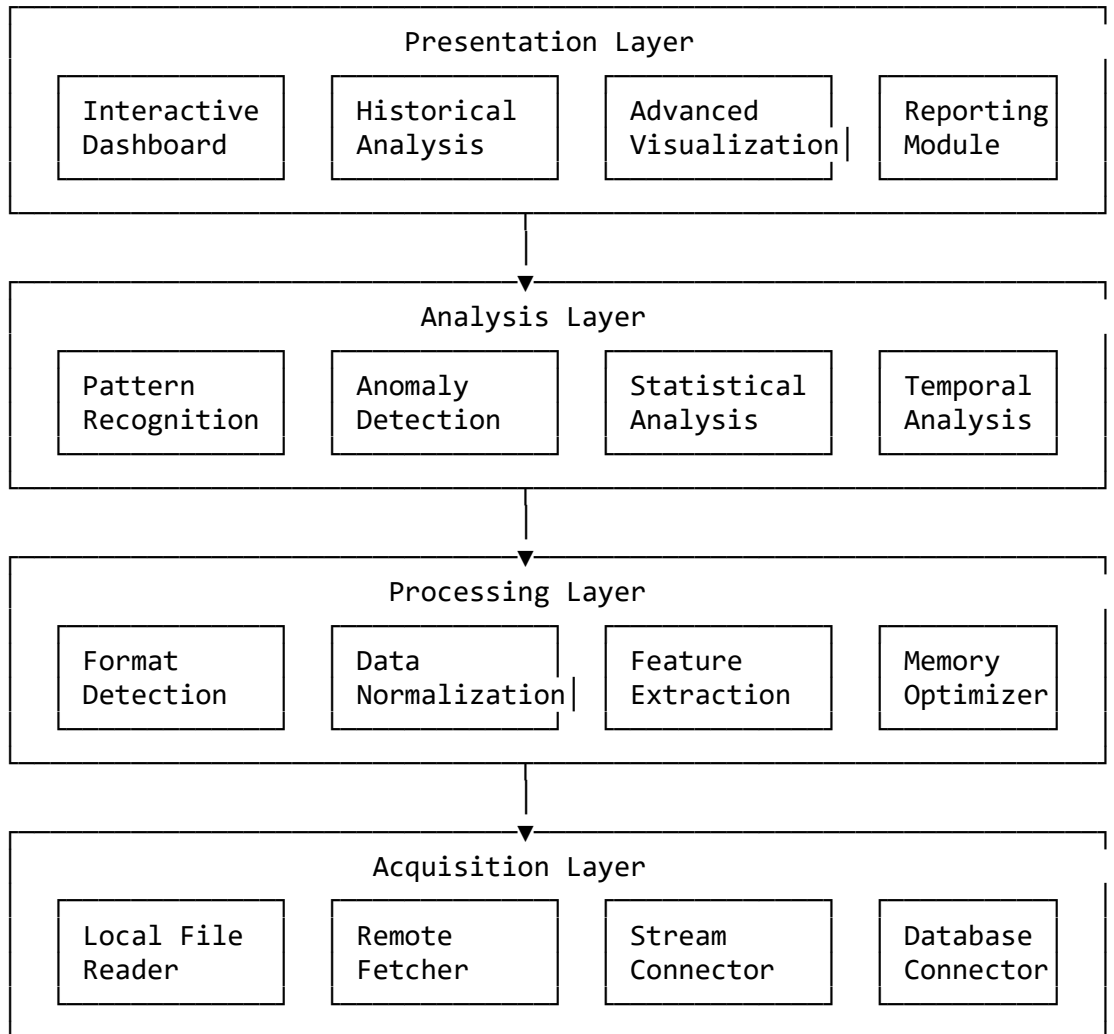 Presentation Layer
Interactive Historical Advanced Reporting
Dashboard Analysis Visualization Module
Analysis Layer
Pattern Anomaly Statistical Temporal
Recognition Detection Analysis Analysis
Processing Layer
Format Data Feature Memory
Detection Normalization Extraction Optimizer
Acquisition Layer
Local File Remote Stream Database
Reader Fetcher Connector Connector